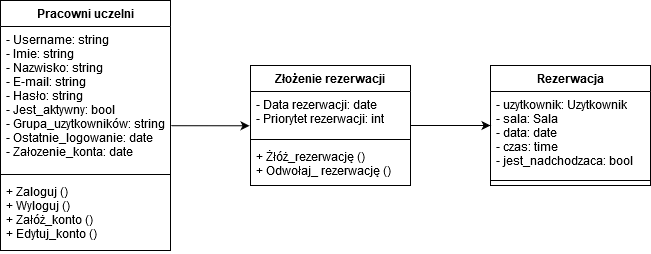 Pracowni uczelni
- Username: string
- Imie: string
- Nazwisko: string
- E-mail: string
- Hasło: string
- Jest_aktywny: bool
- Grupa_uzytkowników: string
- Ostatnie_logowanie: date
- Załozenie_konta: date
+ Zaloguj ()
+ Wyloguj ()
+ Załóż_konto ()
+ Edytuj_konto ()
Złożenie rezerwacji
- Data rezerwacji: date
- Priorytet rezerwacji: int
+ Żłóż_rezerwację ()
+ Odwołaj_ rezerwację ()
Rezerwacja
- uzytkownik: Uzytkownik
- sala: Sala
- data: date
- czas: time
- jest_nadchodzaca: bool